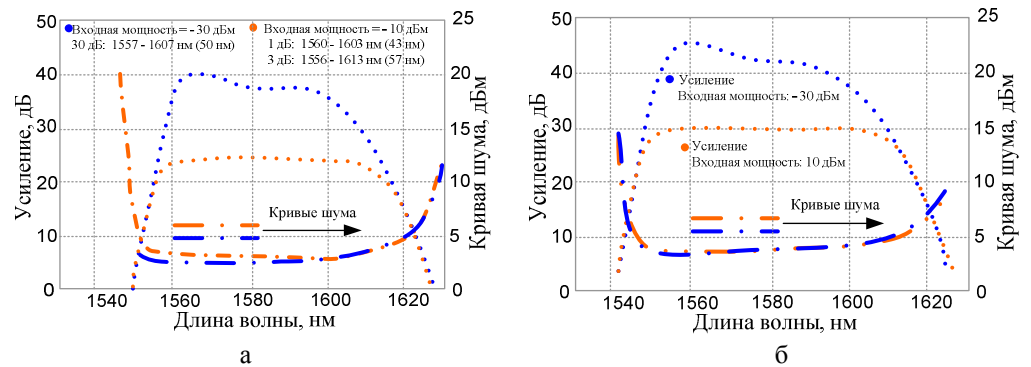 50
40
30
20
10
0
Усиление, дБ
Входная мощность = - 30 дБм
30 дБ: 1557 - 1607 нм (50 нм)
Входная мощность = - 10 дБм
1 дБ: 1560 - 1603 нм (43 нм)
3 дБ: 1556 - 1613 нм (57 нм)
Кривые шума
25
20
15
10
5
0
Кривая шума, дБм
1540 1560 1580 1600 1620
Длина волны, нм
а
50
40
30
20
10
0
Усиление, дБ
Усиление
Входная мощность: - 30 дБм
Усиление
Входная мощность: 10 дБм
Кривые шума
25
20
15
10
5
0
Кривая шума, дБм
1540 1560 1580 1600 1620
Длина волны, нм
б